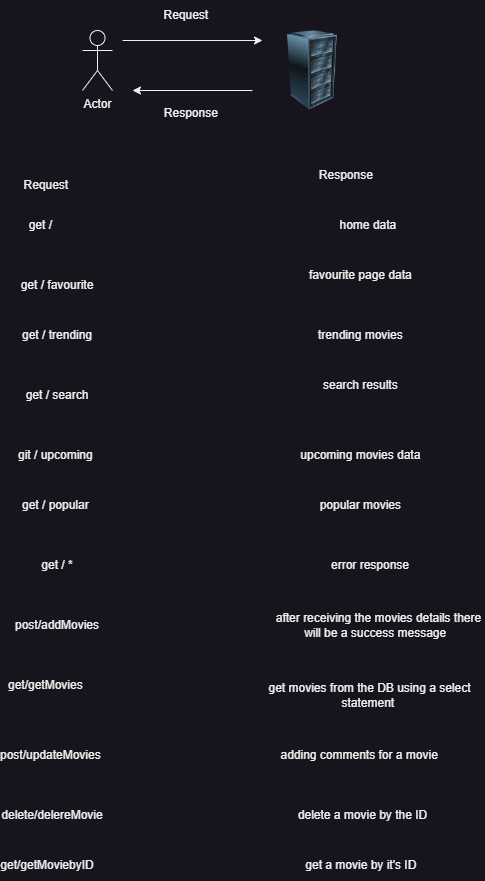 Request
Actor
Response
Request
Response
get /
home data
get / favourite
favourite page data
get / trending
trending movies
get / search
search results
git / upcoming
upcoming movies data
get / popular
popular movies
get / *
error response
post/addMovies
after receiving the movies details there
will be a success message
get/getMovies
get movies from the DB using a select
statement
post/updateMovies
adding comments for a movie
delete/delereMovie
delete a movie by the ID
get/getMoviebyID
get a movie by it's ID